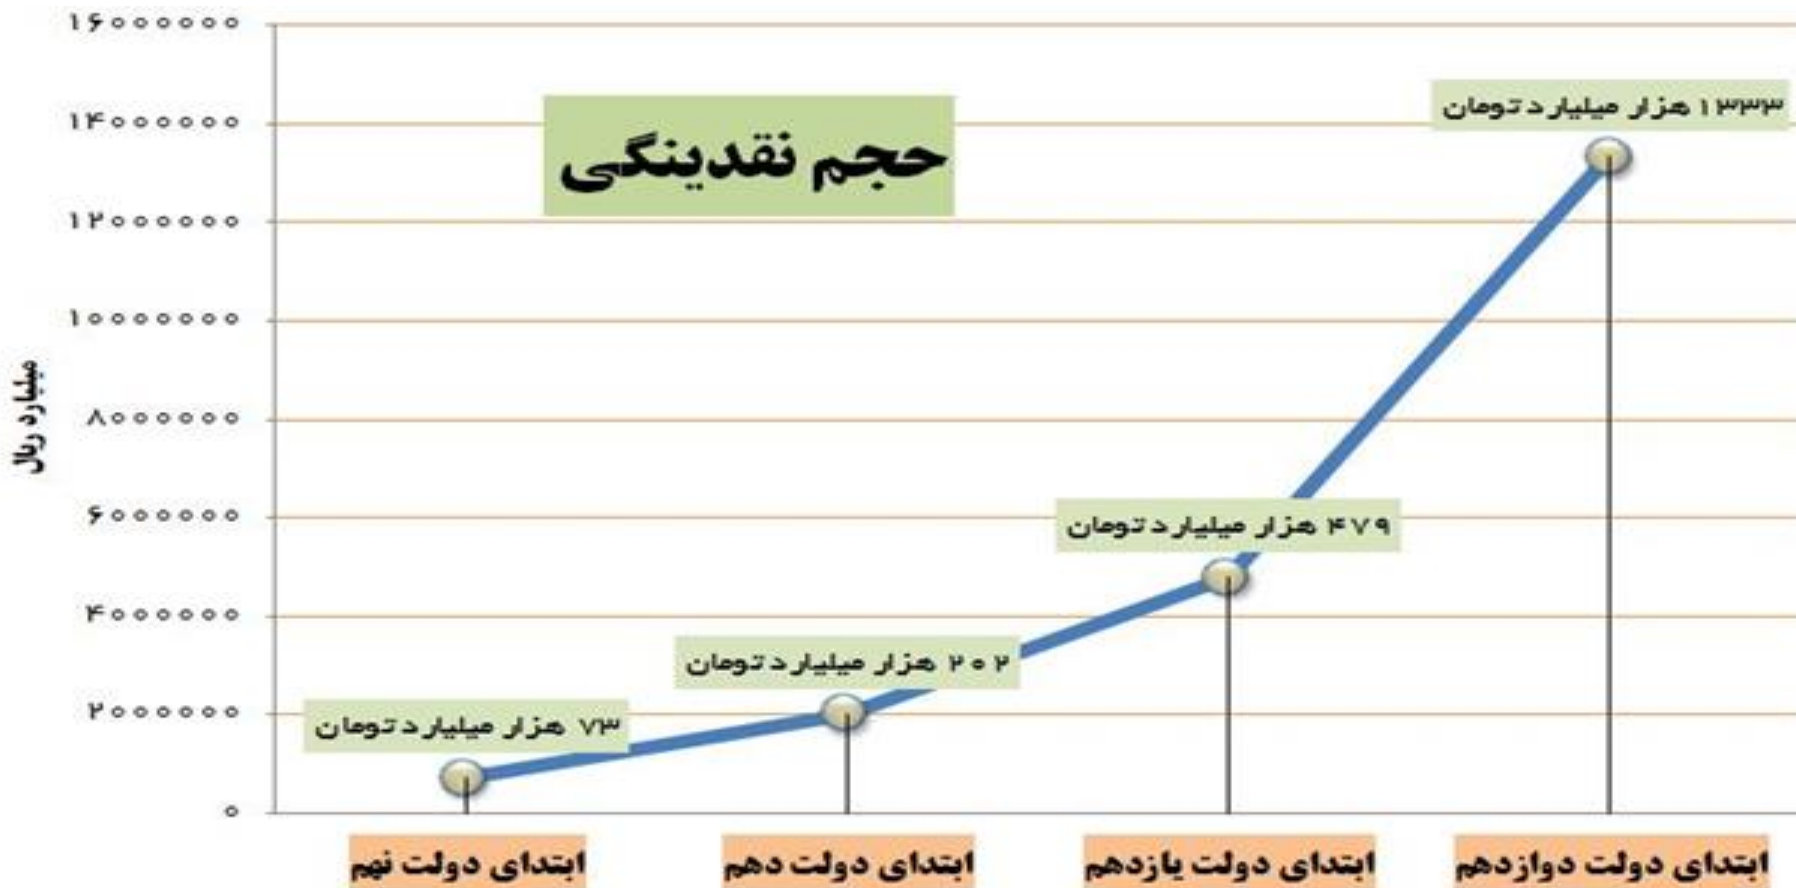 حجم نقدینگی
۱۶۰۰۰۰۰۰
۱۴۰۰۰۰۰۰
۱۲۰۰۰۰۰۰
۱۰۰۰۰۰۰۰
۸۰۰۰۰۰۰
۶۰۰۰۰۰۰
۴۰۰۰۰۰۰
۲۰۰۰۰۰۰
۰
میلیارد ریال
۱۳۳۳ هزار میلیارد تومان
۴۷۹ هزار میلیارد تومان
۲۰۲ هزار میلیارد تومان
۷۳ هزار میلیارد تومان
ابتدای دولت نهم
ابتدای دولت دهم
ابتدای دولت یازدهم
ابتدای دولت دوازدهم